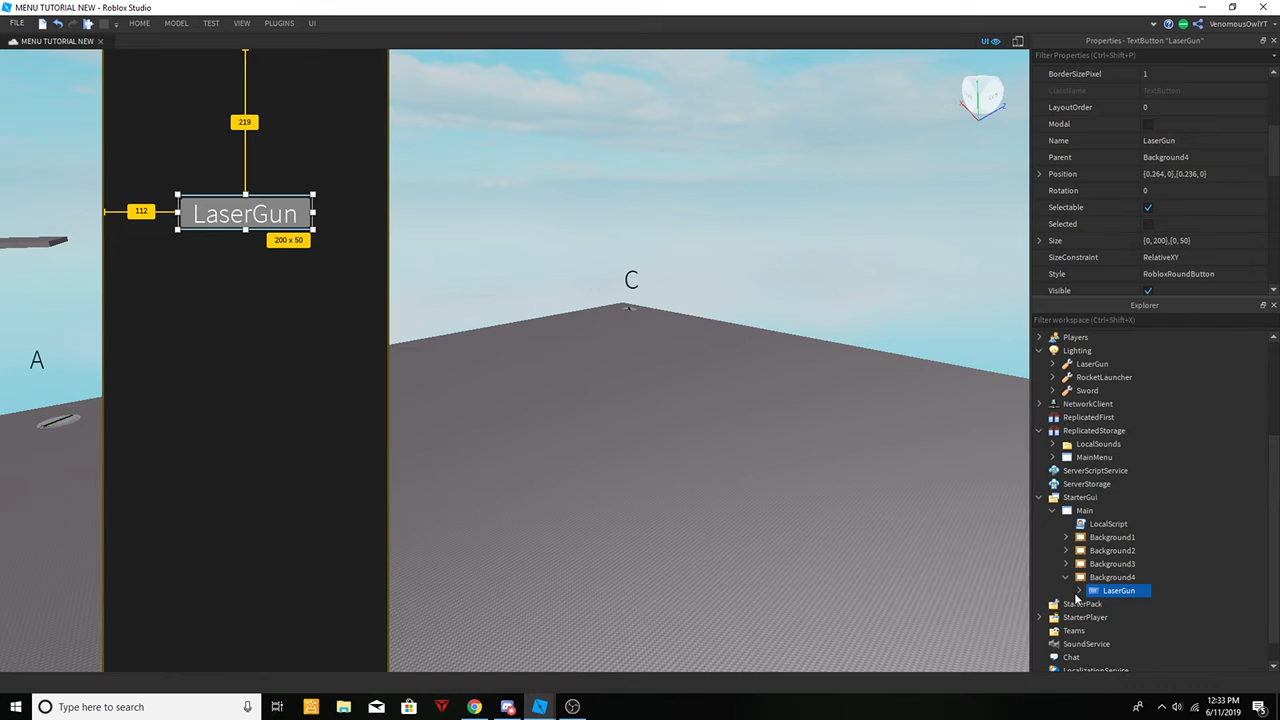 MENU TUTORIAL NEW - Roblox Studio
FILE
HOME
MODEL
TEST
VIEW
PLUGINS
UI
VenomousOwlYT
MENU TUTORIAL NEW
UI
219
112
LaserGun
200 x 50
A
C
Properties - TextButton "LaserGun"
Filter Properties (Ctrl+Shift+P)
BorderSizePixel 1
ClassName TextButton
LayoutOrder 0
Modal
Name LaserGun
Parent Background4
Position {0.264, 0},{0.236, 0}
Rotation 0
Selectable
Selected
Size {0, 200},{0, 50}
SizeConstraint RelativeXY
Style RobloxRoundButton
Visible
Explorer
Filter workspace (Ctrl+Shift+X)
Players
Lighting
LaserGun
RocketLauncher
Sword
NetworkClient
ReplicatedFirst
ReplicatedStorage
LocalSounds
MainMenu
ServerScriptService
ServerStorage
StarterGui
Main
LocalScript
Background1
Background2
Background3
Background4
LaserGun
StarterPack
StarterPlayer
Teams
SoundService
Chat
LocalizationService
Type here to search
12:33 PM
6/11/2019